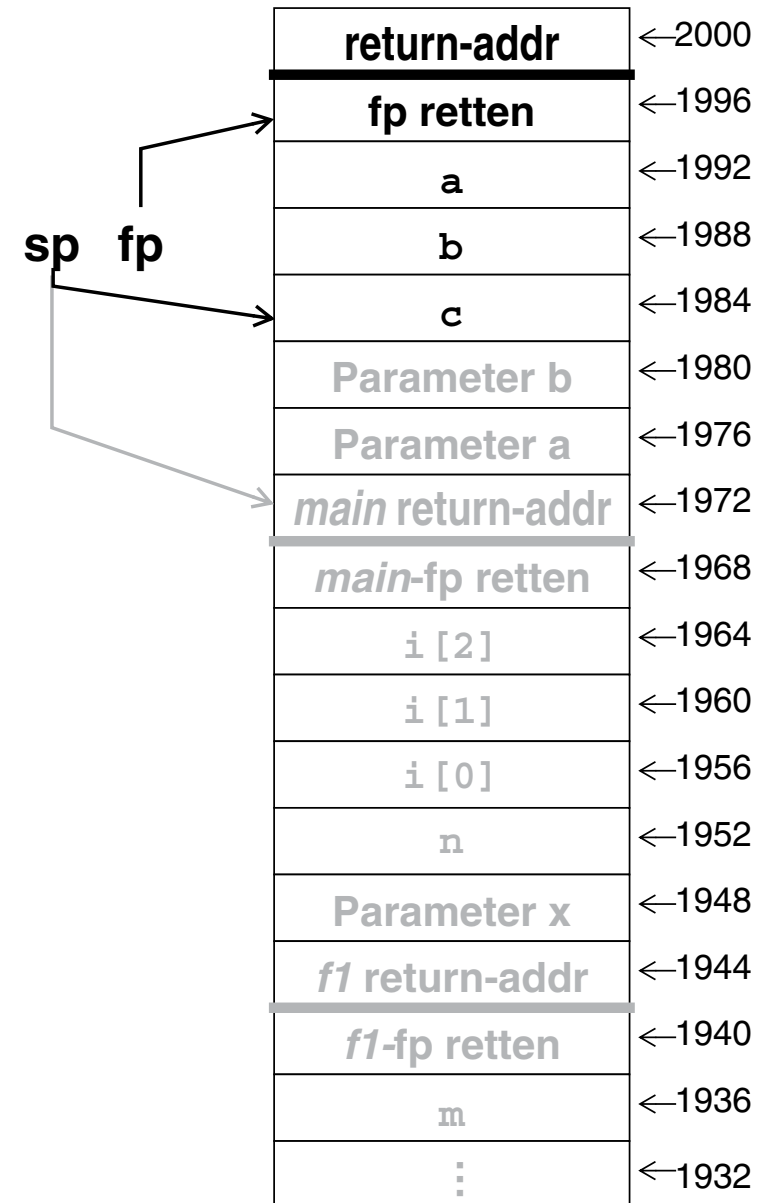 return-addr ←2000
fp retten ←1996
a ←1992
b ←1988
sp fp
c ←1984
Parameter b ←1980
Parameter a ←1976
main return-addr ←1972
main-fp retten ←1968
i[2] ←1964
i[1] ←1960
i[0] ←1956
n ←1952
Parameter x ←1948
f1 return-addr ←1944
f1-fp retten ←1940
m ←1936
⋮ ←1932